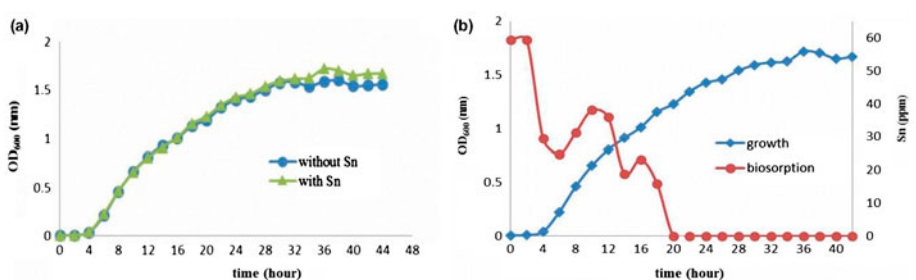 (a)
2
1.5
1
0.5
0
OD600 (nm)
without Sn
with Sn
0 4 8 12 16 20 24 28 32 36 40 44 48
time (hour)
(b)
2
1.5
1
0.5
0
OD600 (nm)
growth
biosorption
60
50
40
30
20
10
0
Sn (ppm)
0 4 8 12 16 20 24 28 32 36 40
time (hour)